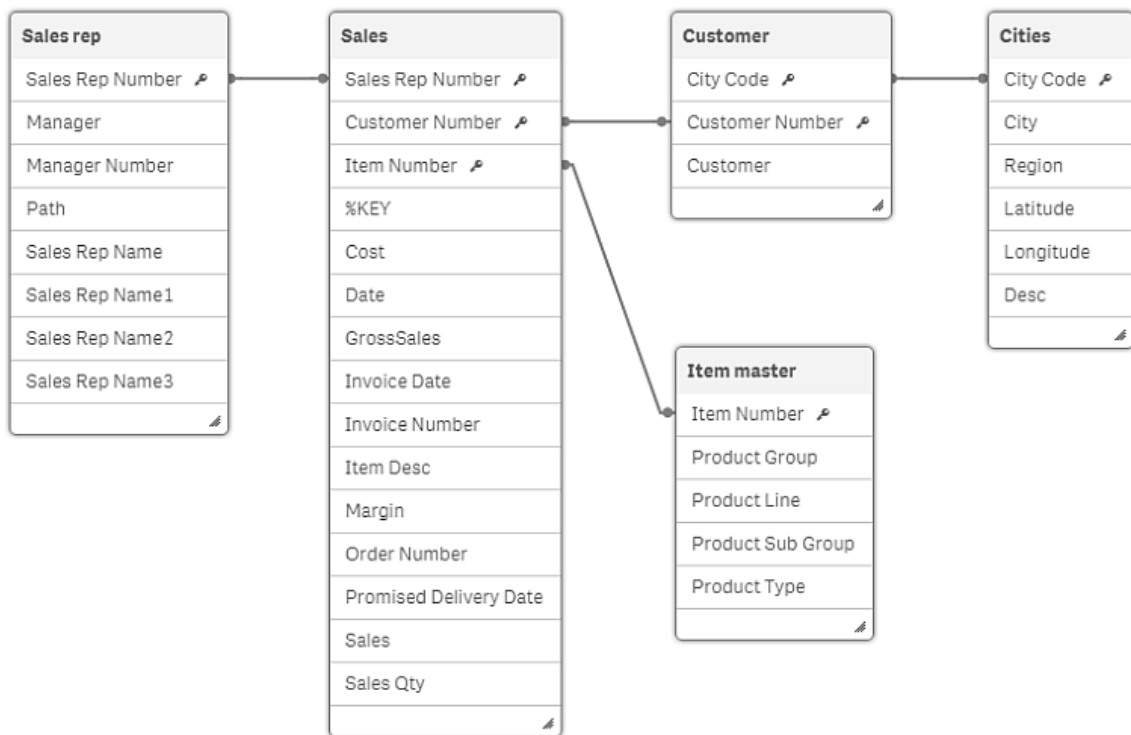 Sales rep
Sales Rep Number
Manager
Manager Number
Path
Sales Rep Name
Sales Rep Name1
Sales Rep Name2
Sales Rep Name3
Sales
Sales Rep Number
Customer Number
Item Number
%KEY
Cost
Date
GrossSales
Invoice Date
Invoice Number
Item Desc
Margin
Order Number
Promised Delivery Date
Sales
Sales Qty
Customer
City Code
Customer Number
Customer
Item master
Item Number
Product Group
Product Line
Product Sub Group
Product Type
Cities
City Code
City
Region
Latitude
Longitude
Desc